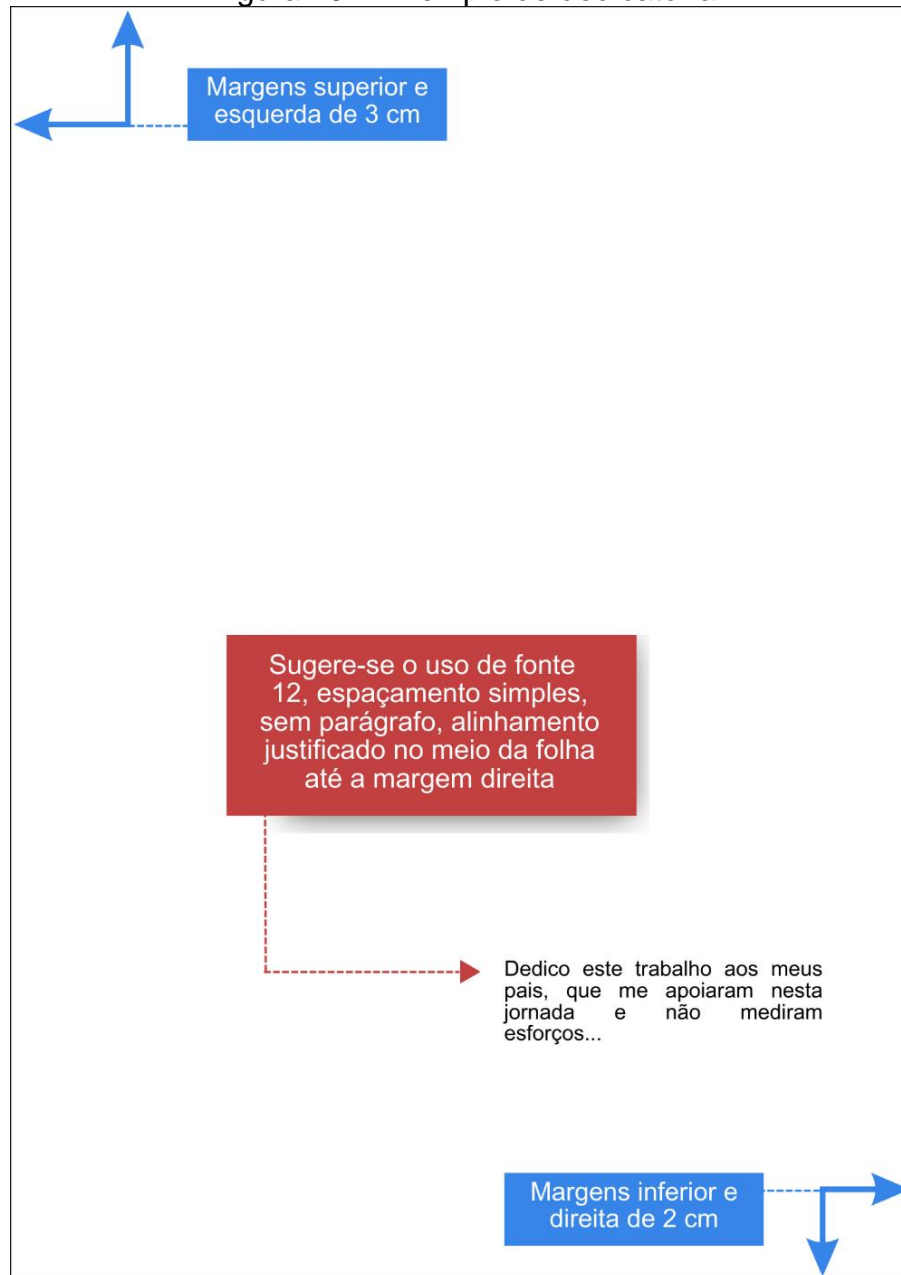 Margens superior e
esquerda de 3 cm
Sugere-se o uso de fonte
12, espaçamento simples,
sem parágrafo, alinhamento
justificado no meio da folha
até a margem direita
Dedico este trabalho aos meus
pais, que me apoiaram nesta
jornada e não mediram
esforços...
Margens inferior e
direita de 2 cm